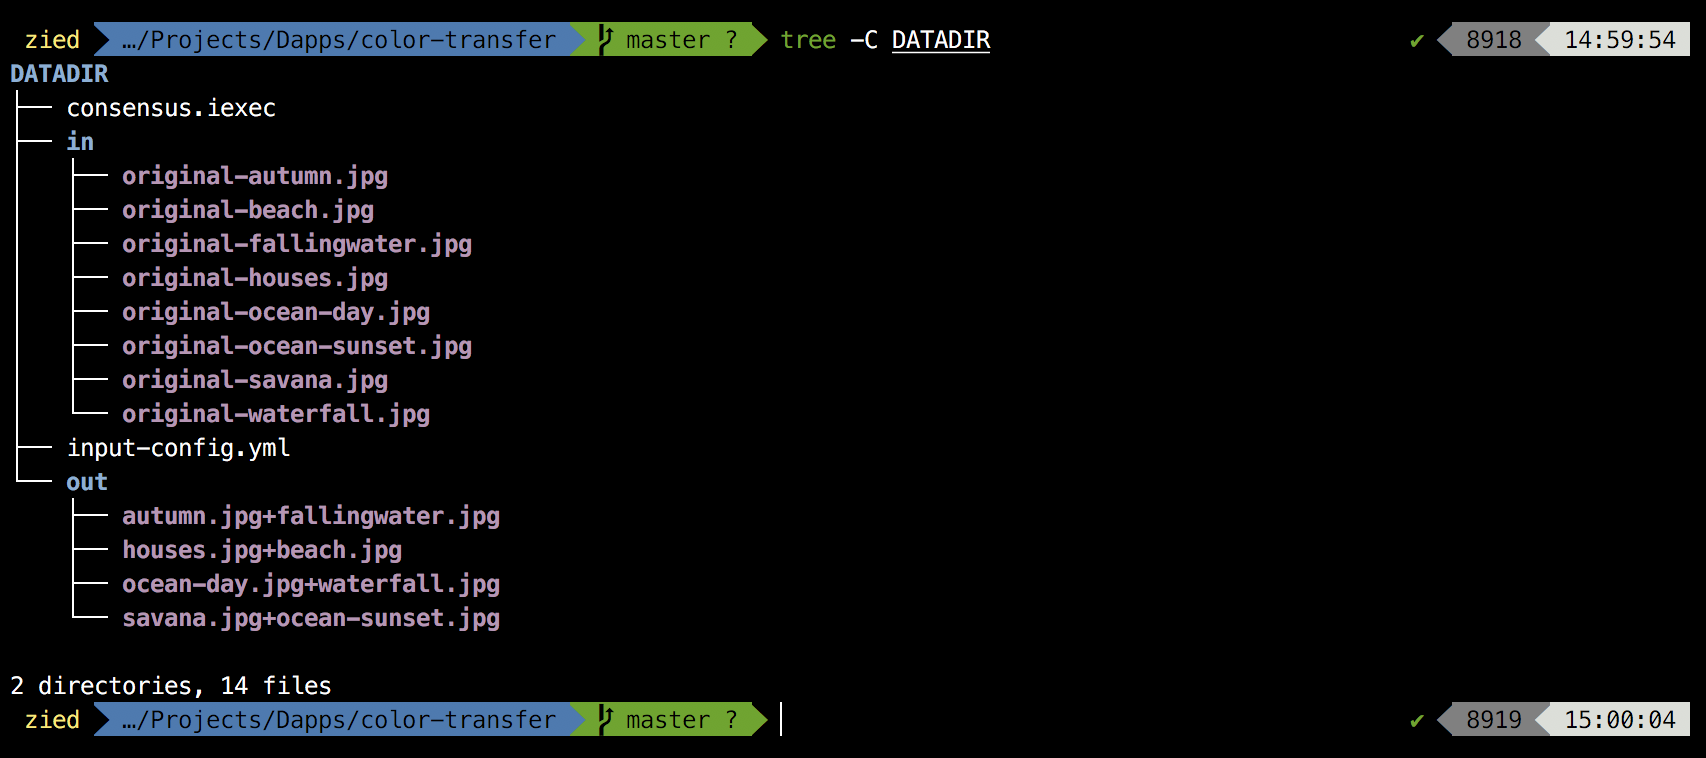 zied …/Projects/Dapps/color-transfer master ? tree -C DATADIR ✔ 8918 14:59:54
DATADIR
├── consensus.iexec
├── in
│   ├── original-autumn.jpg
│   ├── original-beach.jpg
│   ├── original-fallingwater.jpg
│   ├── original-houses.jpg
│   ├── original-ocean-day.jpg
│   ├── original-ocean-sunset.jpg
│   ├── original-savana.jpg
│   └── original-waterfall.jpg
├── input-config.yml
└── out
    ├── autumn.jpg+fallingwater.jpg
    ├── houses.jpg+beach.jpg
    ├── ocean-day.jpg+waterfall.jpg
    └── savana.jpg+ocean-sunset.jpg
2 directories, 14 files
zied …/Projects/Dapps/color-transfer master ? ✔ 8919 15:00:04